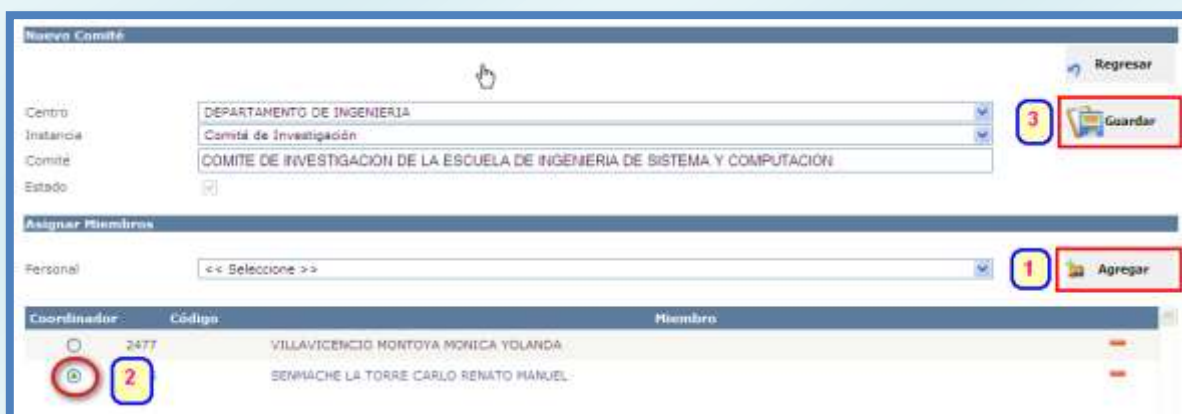 Nuevo Comité
Regresar
Centro DEPARTAMENTO DE INGENIERIA
3 Guardar
Instancia Comité de Investigación
Comité COMITE DE INVESTIGACION DE LA ESCUELA DE INGENIERIA DE SISTEMA Y COMPUTACION
Estado
Asignar Miembros
Personal << Seleccione >> 1 Agregar
Coordinador Código Miembro
2477 VILLAVICENCIO MONTOYA MONICA YOLANDA
2 SENMACHE LA TORRE CARLO RENATO MANUEL